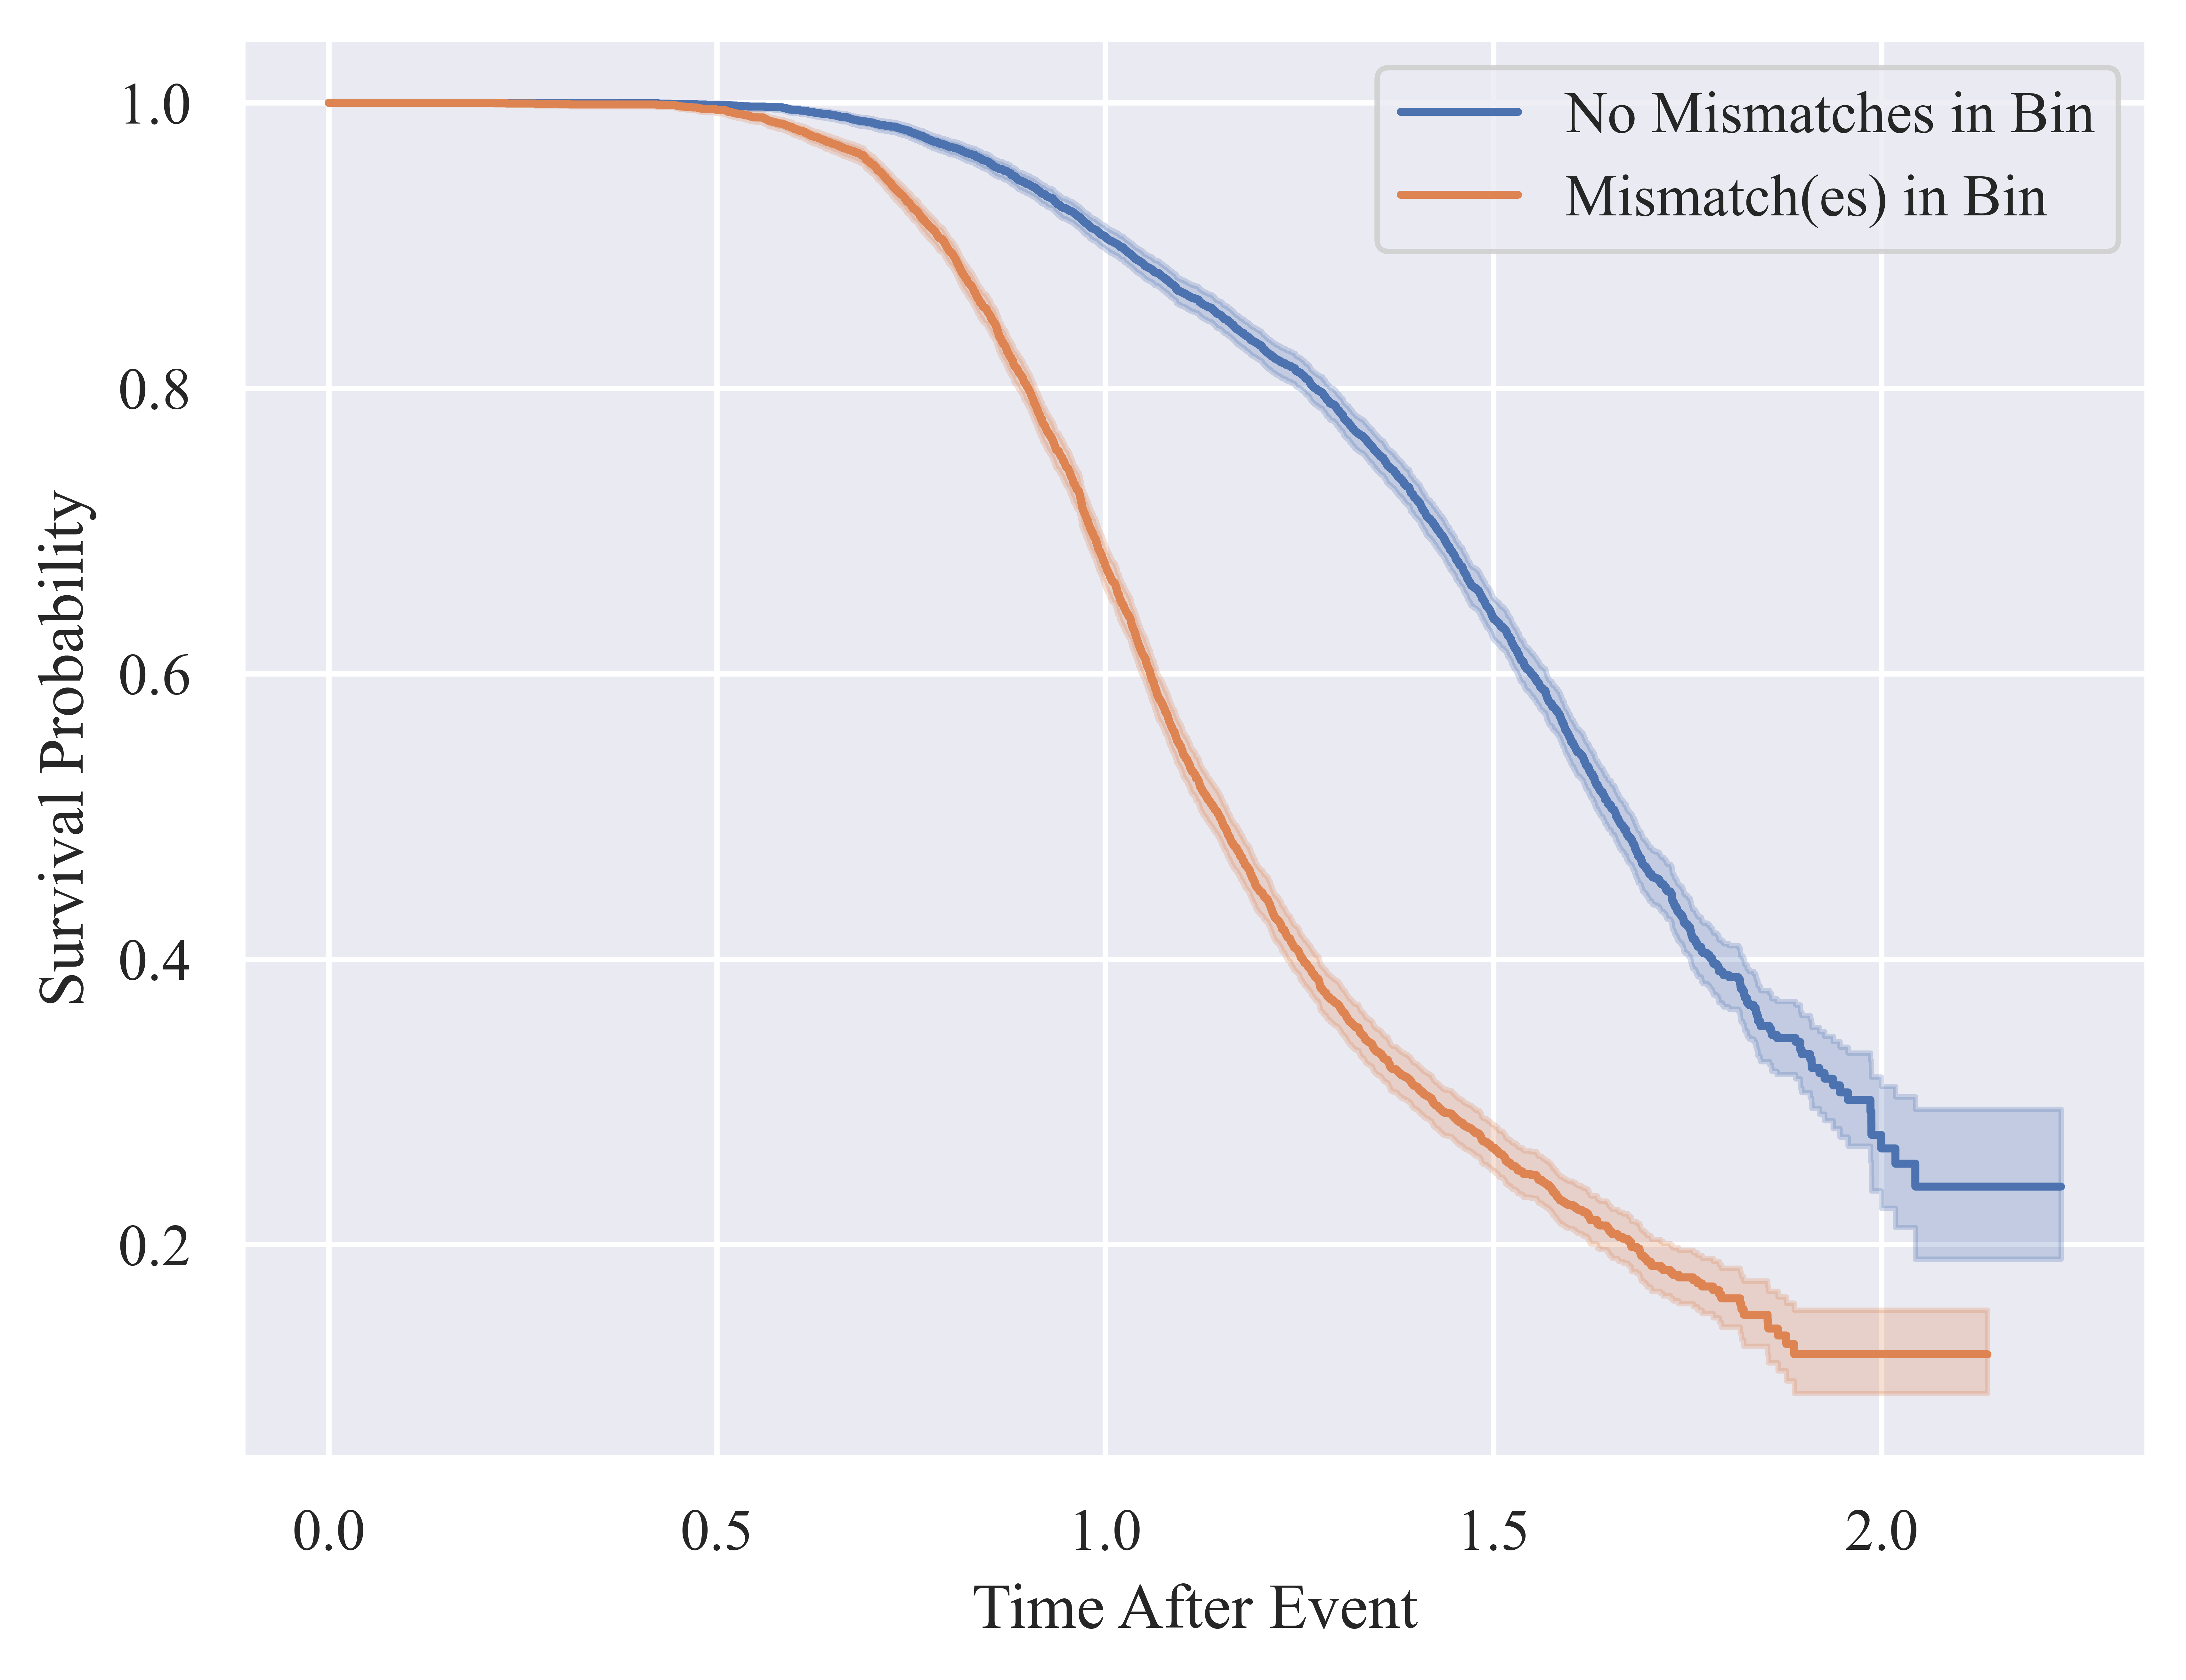 1.0
0.8
0.6
0.4
0.2
Survival Probability
No Mismatches in Bin
Mismatch(es) in Bin
0.0 0.5 1.0 1.5 2.0
Time After Event